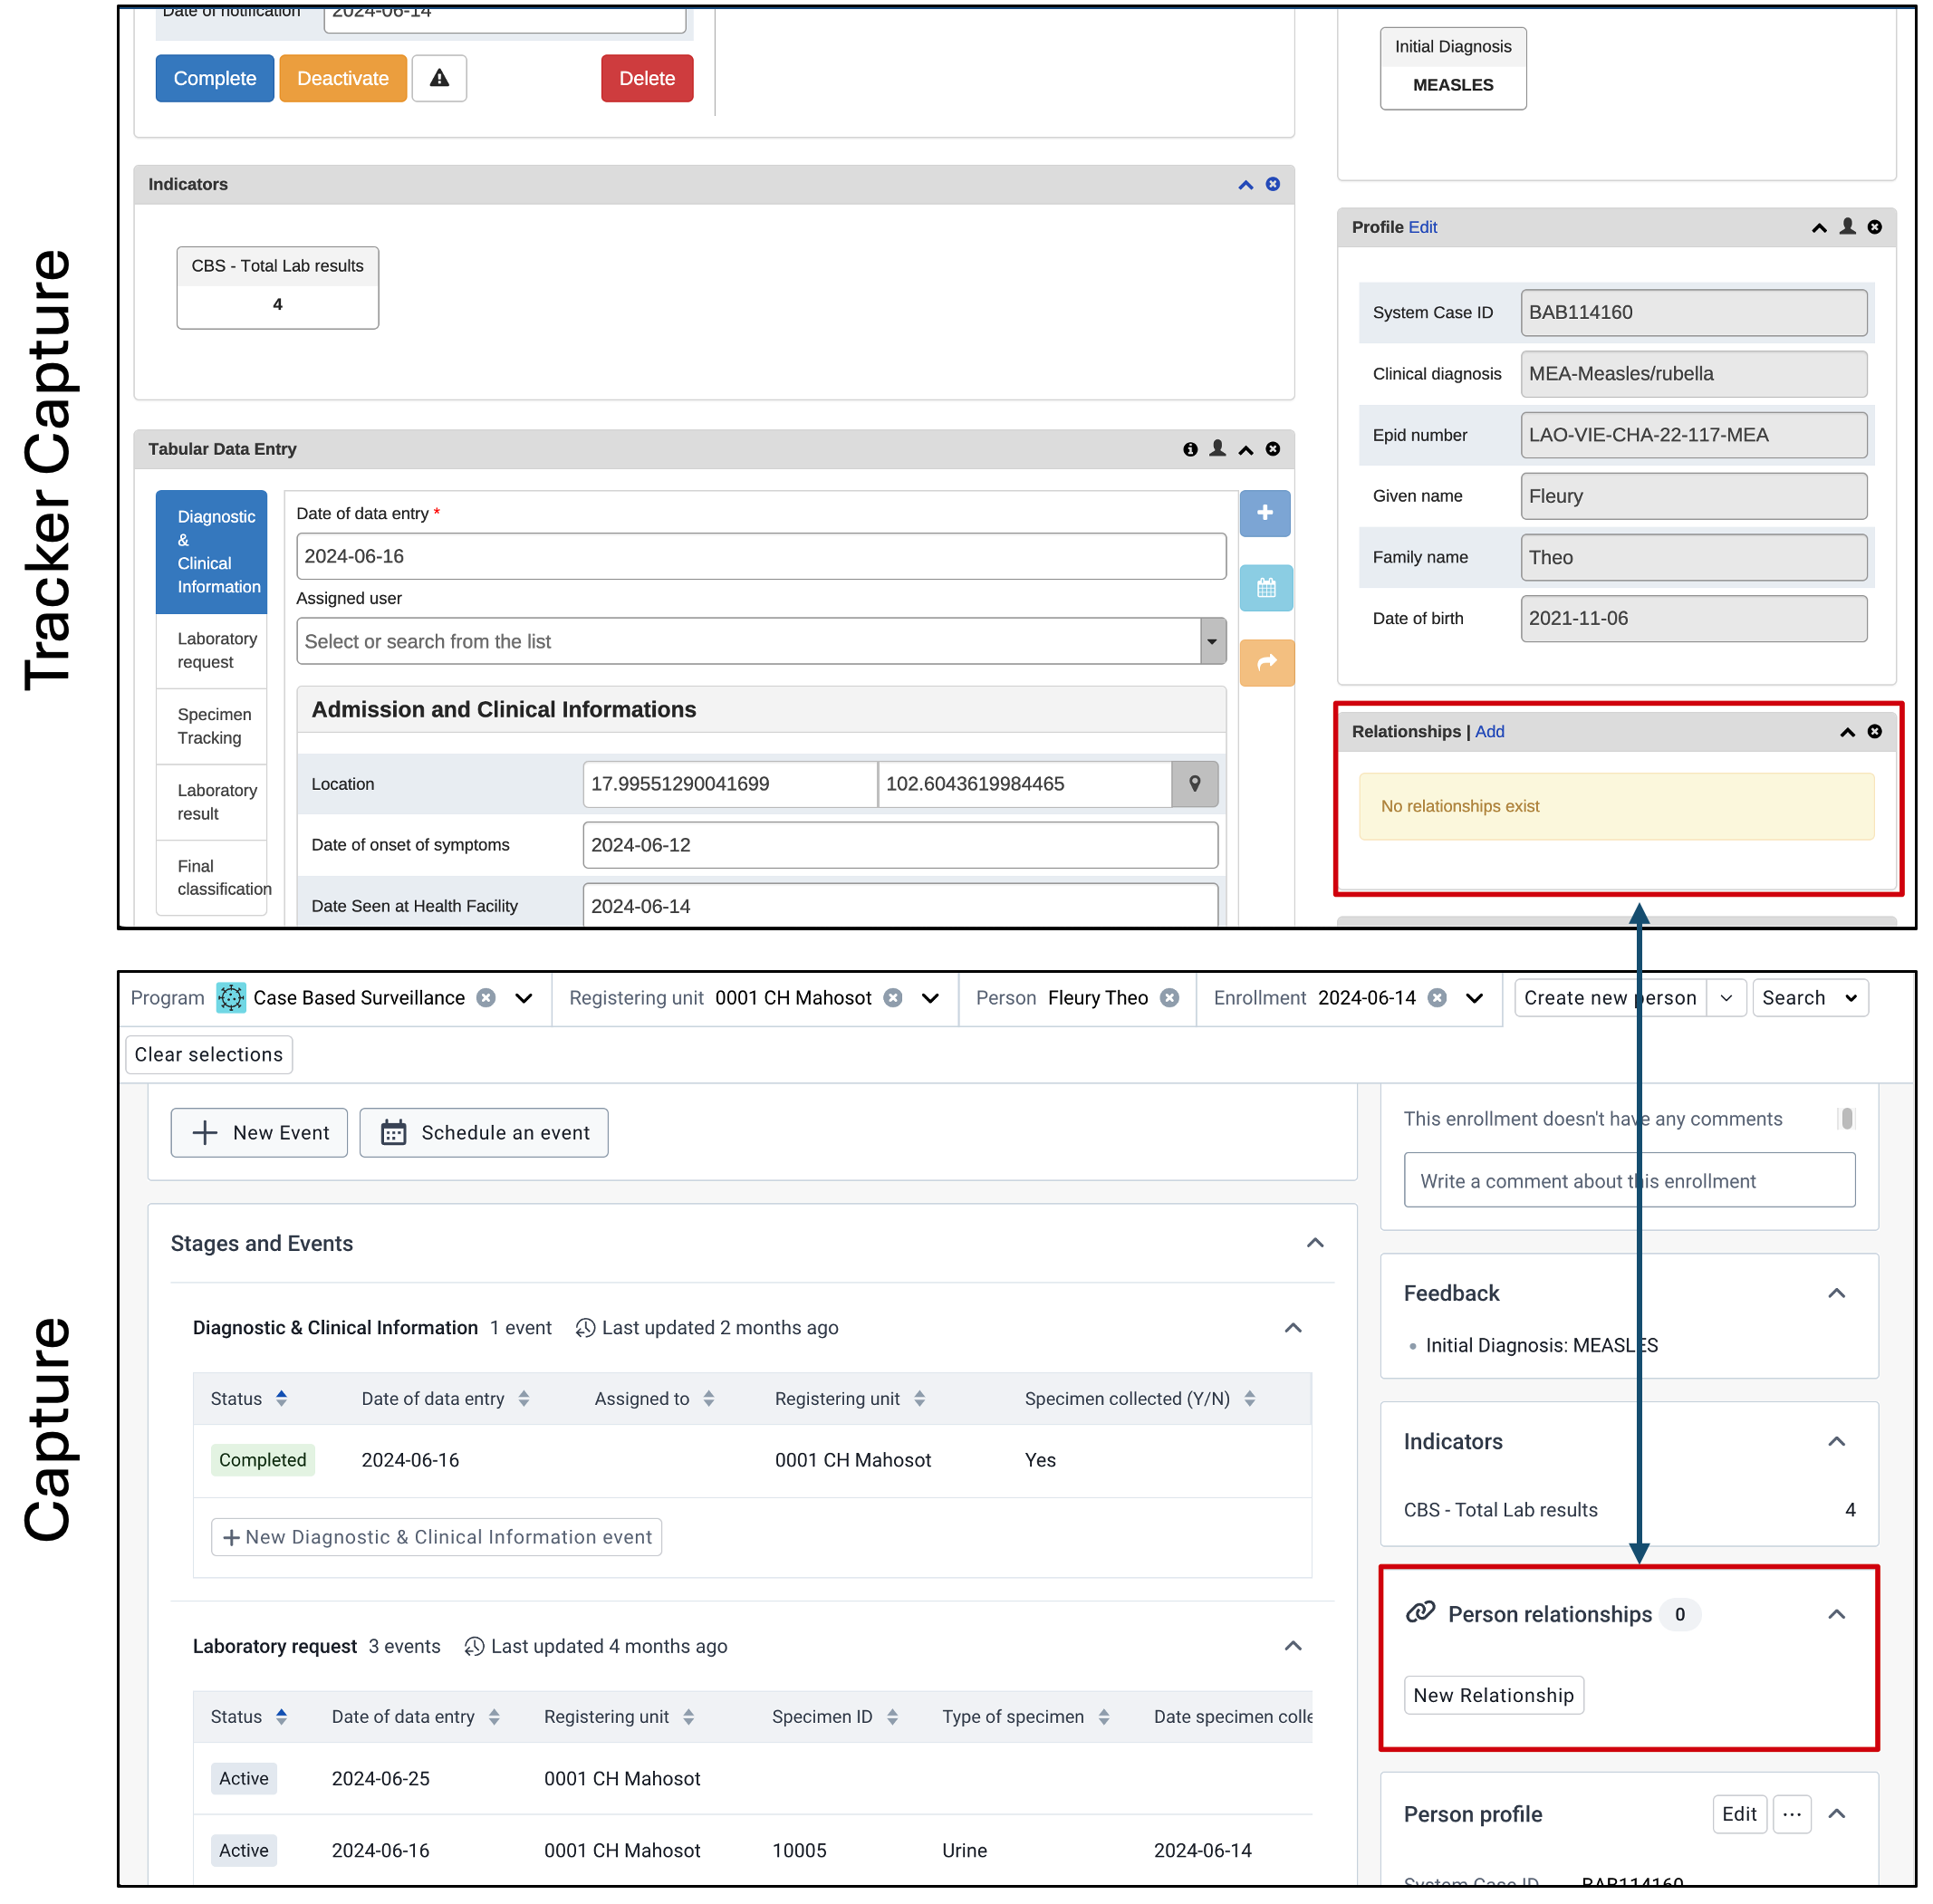 Tracker Capture
Date of notification 2024-06-14
Complete Deactivate Delete
Initial Diagnosis
MEASLES
Indicators
CBS - Total Lab results
4
Profile Edit
System Case ID BAB114160
Clinical diagnosis MEA-Measles/rubella
Epid number LAO-VIE-CHA-22-117-MEA
Given name Fleury
Family name Theo
Date of birth 2021-11-06
Tabular Data Entry
Diagnostic
&
Clinical
Information
Laboratory
request
Specimen
Tracking
Laboratory
result
Final
classification
Date of data entry *
2024-06-16
Assigned user
Select or search from the list
Admission and Clinical Informations
Location 17.99551290041699 102.6043619984465
Date of onset of symptoms 2024-06-12
Date Seen at Health Facility 2024-06-14
Relationships | Add
No relationships exist
Capture
Program Case Based Surveillance Registering unit 0001 CH Mahosot Person Fleury Theo Enrollment 2024-06-14 Create new person Search
Clear selections
New Event Schedule an event
Stages and Events
Diagnostic & Clinical Information 1 event Last updated 2 months ago
Status Date of data entry Assigned to Registering unit Specimen collected (Y/N)
Completed 2024-06-16 0001 CH Mahosot Yes
New Diagnostic & Clinical Information event
Laboratory request 3 events Last updated 4 months ago
Status Date of data entry Registering unit Specimen ID Type of specimen Date specimen colle
Active 2024-06-25 0001 CH Mahosot
Active 2024-06-16 0001 CH Mahosot 10005 Urine 2024-06-14
This enrollment doesn't have any comments
Write a comment about this enrollment
Feedback
Initial Diagnosis: MEASLES
Indicators
CBS - Total Lab results 4
Person relationships 0
New Relationship
Person profile Edit
System Case ID BAB114160